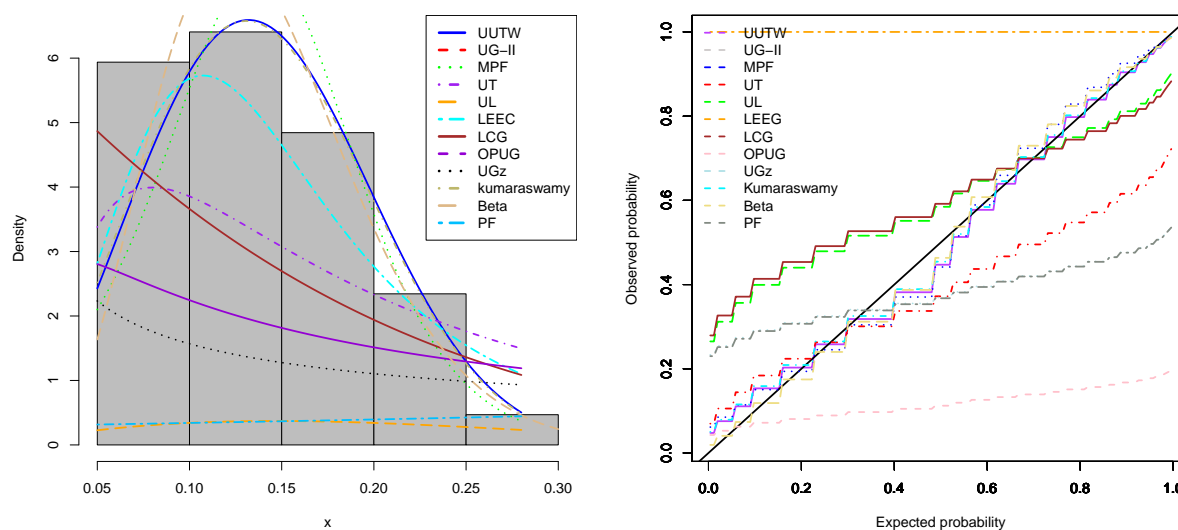 UUTW
UG−II
MPF
UT
UL
LEEC
LCG
OPUG
UGz
kumaraswamy
Beta
PF
Density
0
1
2
3
4
5
6
0.05
0.10
0.15
0.20
0.25
0.30
x
UUTW
UG−II
MPF
UT
UL
LEEG
LCG
OPUG
UGz
Kumaraswamy
Beta
PF
Observed probability
0.0
0.2
0.4
0.6
0.8
1.0
0.0
0.2
0.4
0.6
0.8
1.0
Expected probability